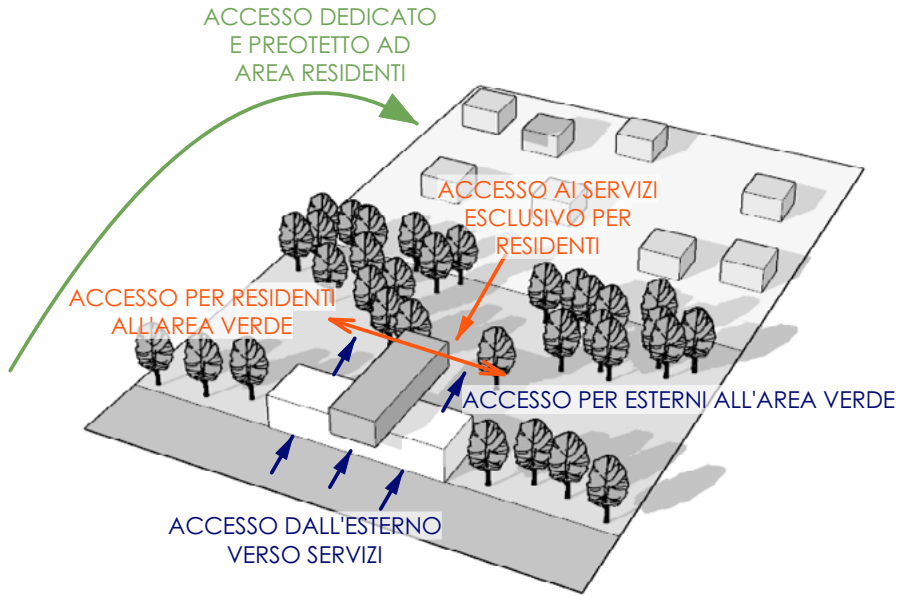 ACCESSO DEDICATO
E PREOTETTO AD
AREA RESIDENTI
ACCESSO AI SERVIZI
ESCLUSIVO PER
RESIDENTI
ACCESSO PER RESIDENTI
ALL'AREA VERDE
ACCESSO PER ESTERNI ALL'AREA VERDE
ACCESSO DALL'ESTERNO
VERSO SERVIZI